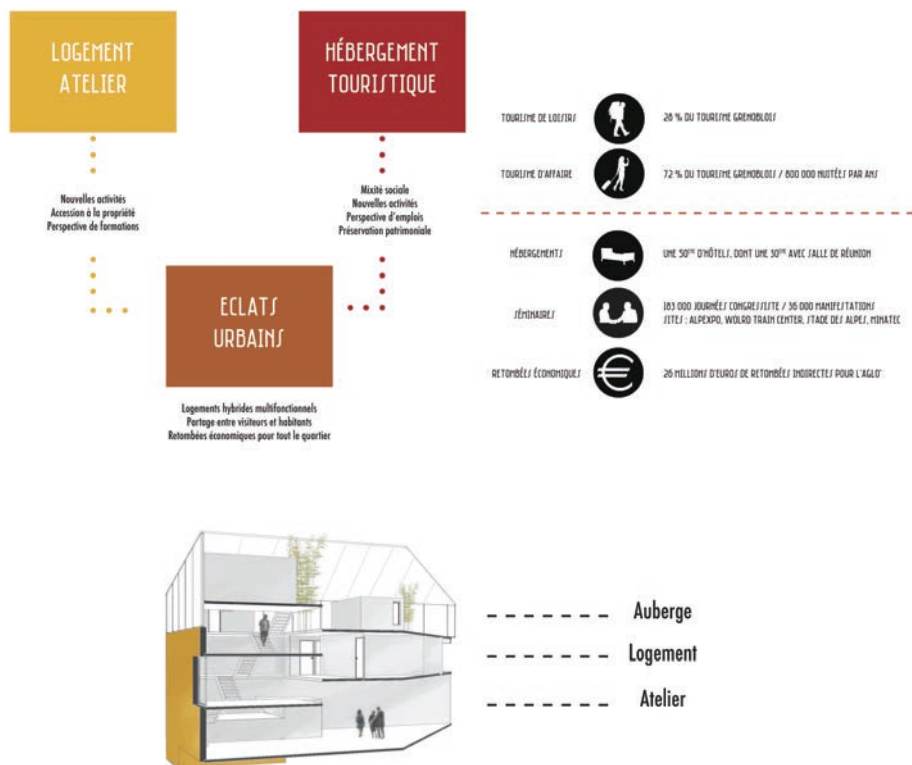 LOGEMENT
ATELIER
HÉBERGEMENT
TOURISTIQUE
Nouvelles activités
Accession à la propriété
Perspective de formations
Mixité sociale
Nouvelles activités
Perspective d'emplois
Préservation patrimoniale
ECLATS
URBAINS
Logements hybrides multifonctionnels
Partage entre visiteurs et habitants
Retombées économiques pour tout le quartier
TOURISME DE LOISIRS
28 % DU TOURISME GRENOBLOIS
TOURISME D'AFFAIRE
72 % DU TOURISME GRENOBLOIS / 800 000 NUITÉES PAR ANS
HÉBERGEMENTS
UNE 50NE D'HÔTELS, DONT UNE 30NE AVEC SALLE DE RÉUNION
SÉMINAIRES
183 000 JOURNÉES CONGRESSISTE / 36 000 MANIFESTATIONS
SITES : ALPEXPO, WOLRD TRAIN CENTER, STADE DES ALPES, MINATEC
RETOMBÉES ÉCONOMIQUES
26 MILLIONS D'EUROS DE RETOMBÉES INDIRECTES POUR L'AGLO'
Auberge
Logement
Atelier